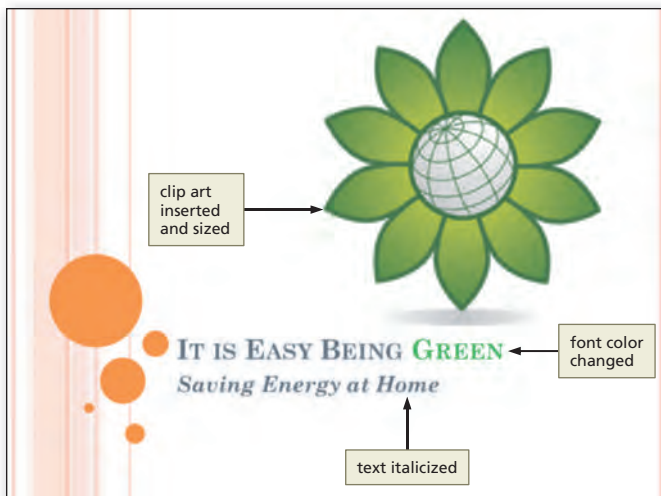 clip art
inserted
and sized
IT IS EASY BEING GREEN
font color
changed
Saving Energy at Home
text italicized